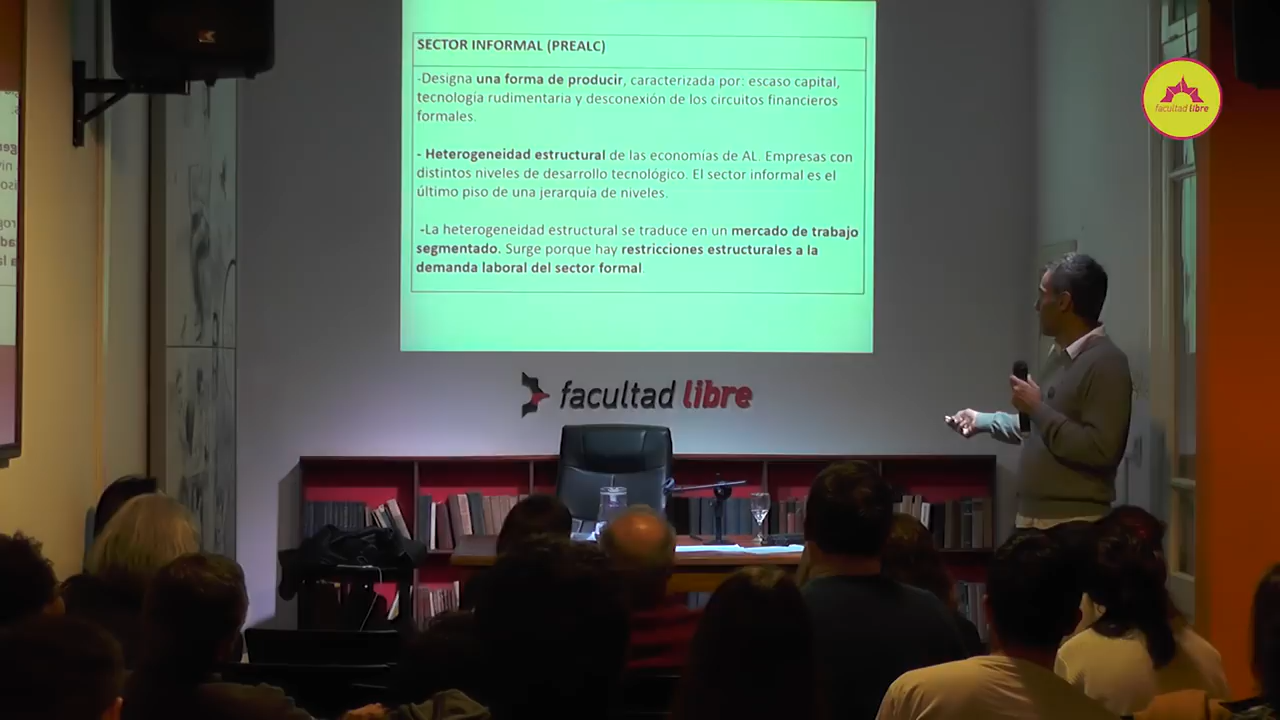 SECTOR INFORMAL (PREALC)
-Designa una forma de producir, caracterizada por: escaso capital,
tecnología rudimentaria y desconexión de los circuitos financieros
formales.
- Heterogeneidad estructural de las economías de AL. Empresas con
distintos niveles de desarrollo tecnológico. El sector informal es el
último piso de una jerarquía de niveles.
-La heterogeneidad estructural se traduce en un mercado de trabajo
segmentado. Surge porque hay restricciones estructurales a la
demanda laboral del sector formal.
facultad libre
facultad libre